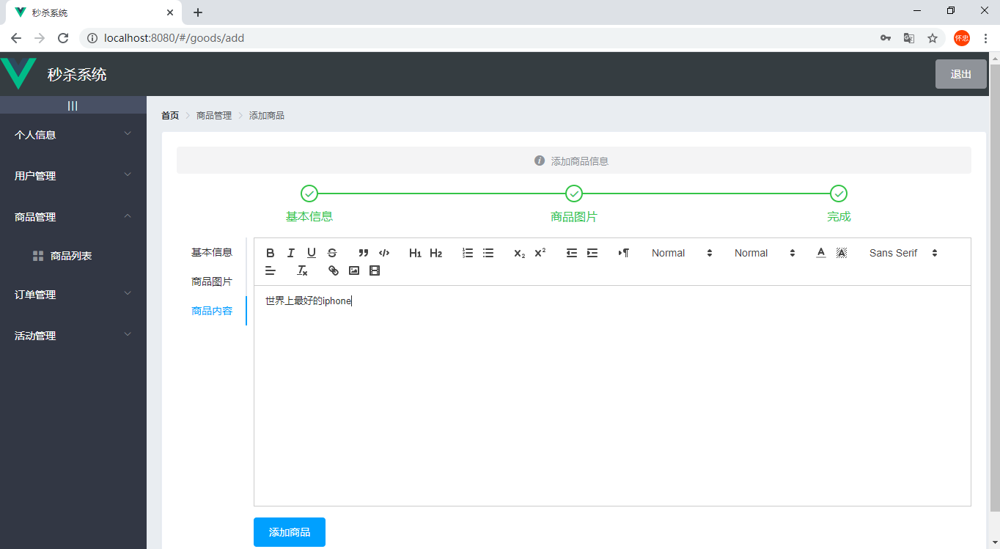 秒杀系统
localhost:8080/#/goods/add
怀忠
秒杀系统
退出
首页 商品管理 添加商品
个人信息
用户管理
商品管理
商品列表
订单管理
活动管理
添加商品信息
基本信息 商品图片 完成
基本信息
商品图片
商品内容
B I U S H1 H2 X2 X2 Normal Normal A A Sans Serif
Tx
世界上最好的iphone
添加商品